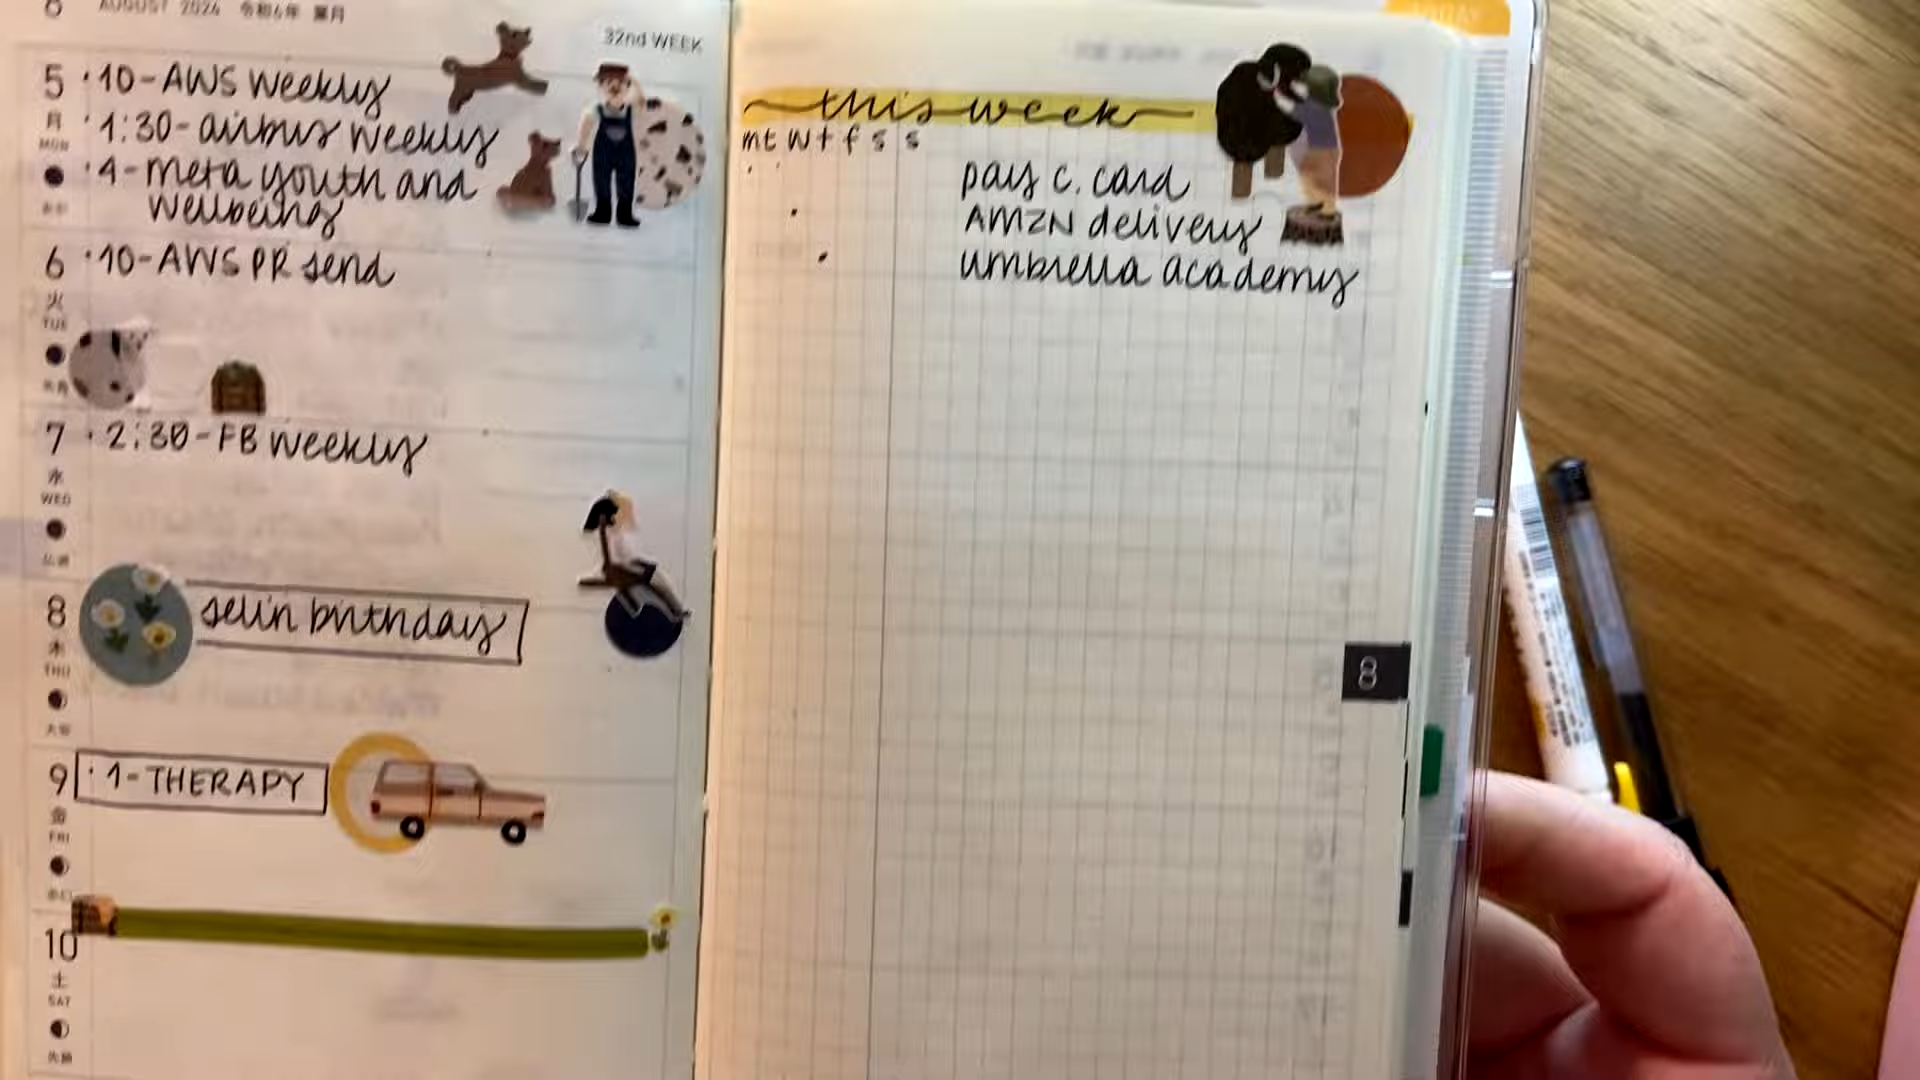 AUGUST 2024 令和6年 葉月
32nd WEEK
5 · 10-AWS weekly
月
MON
· 1:30-airbus weekly
· 4-meta youth and
wellbeing
6 · 10-AWS PR send
火
TUE
7 · 2:30-FB weekly
水
WED
8 selin birthday
木
THU
9 · 1-THERAPY
金
FRI
10
土
SAT
先勝
this week
m t w t f s s
pay c. card
AMZN delivery
umbrella academy
8